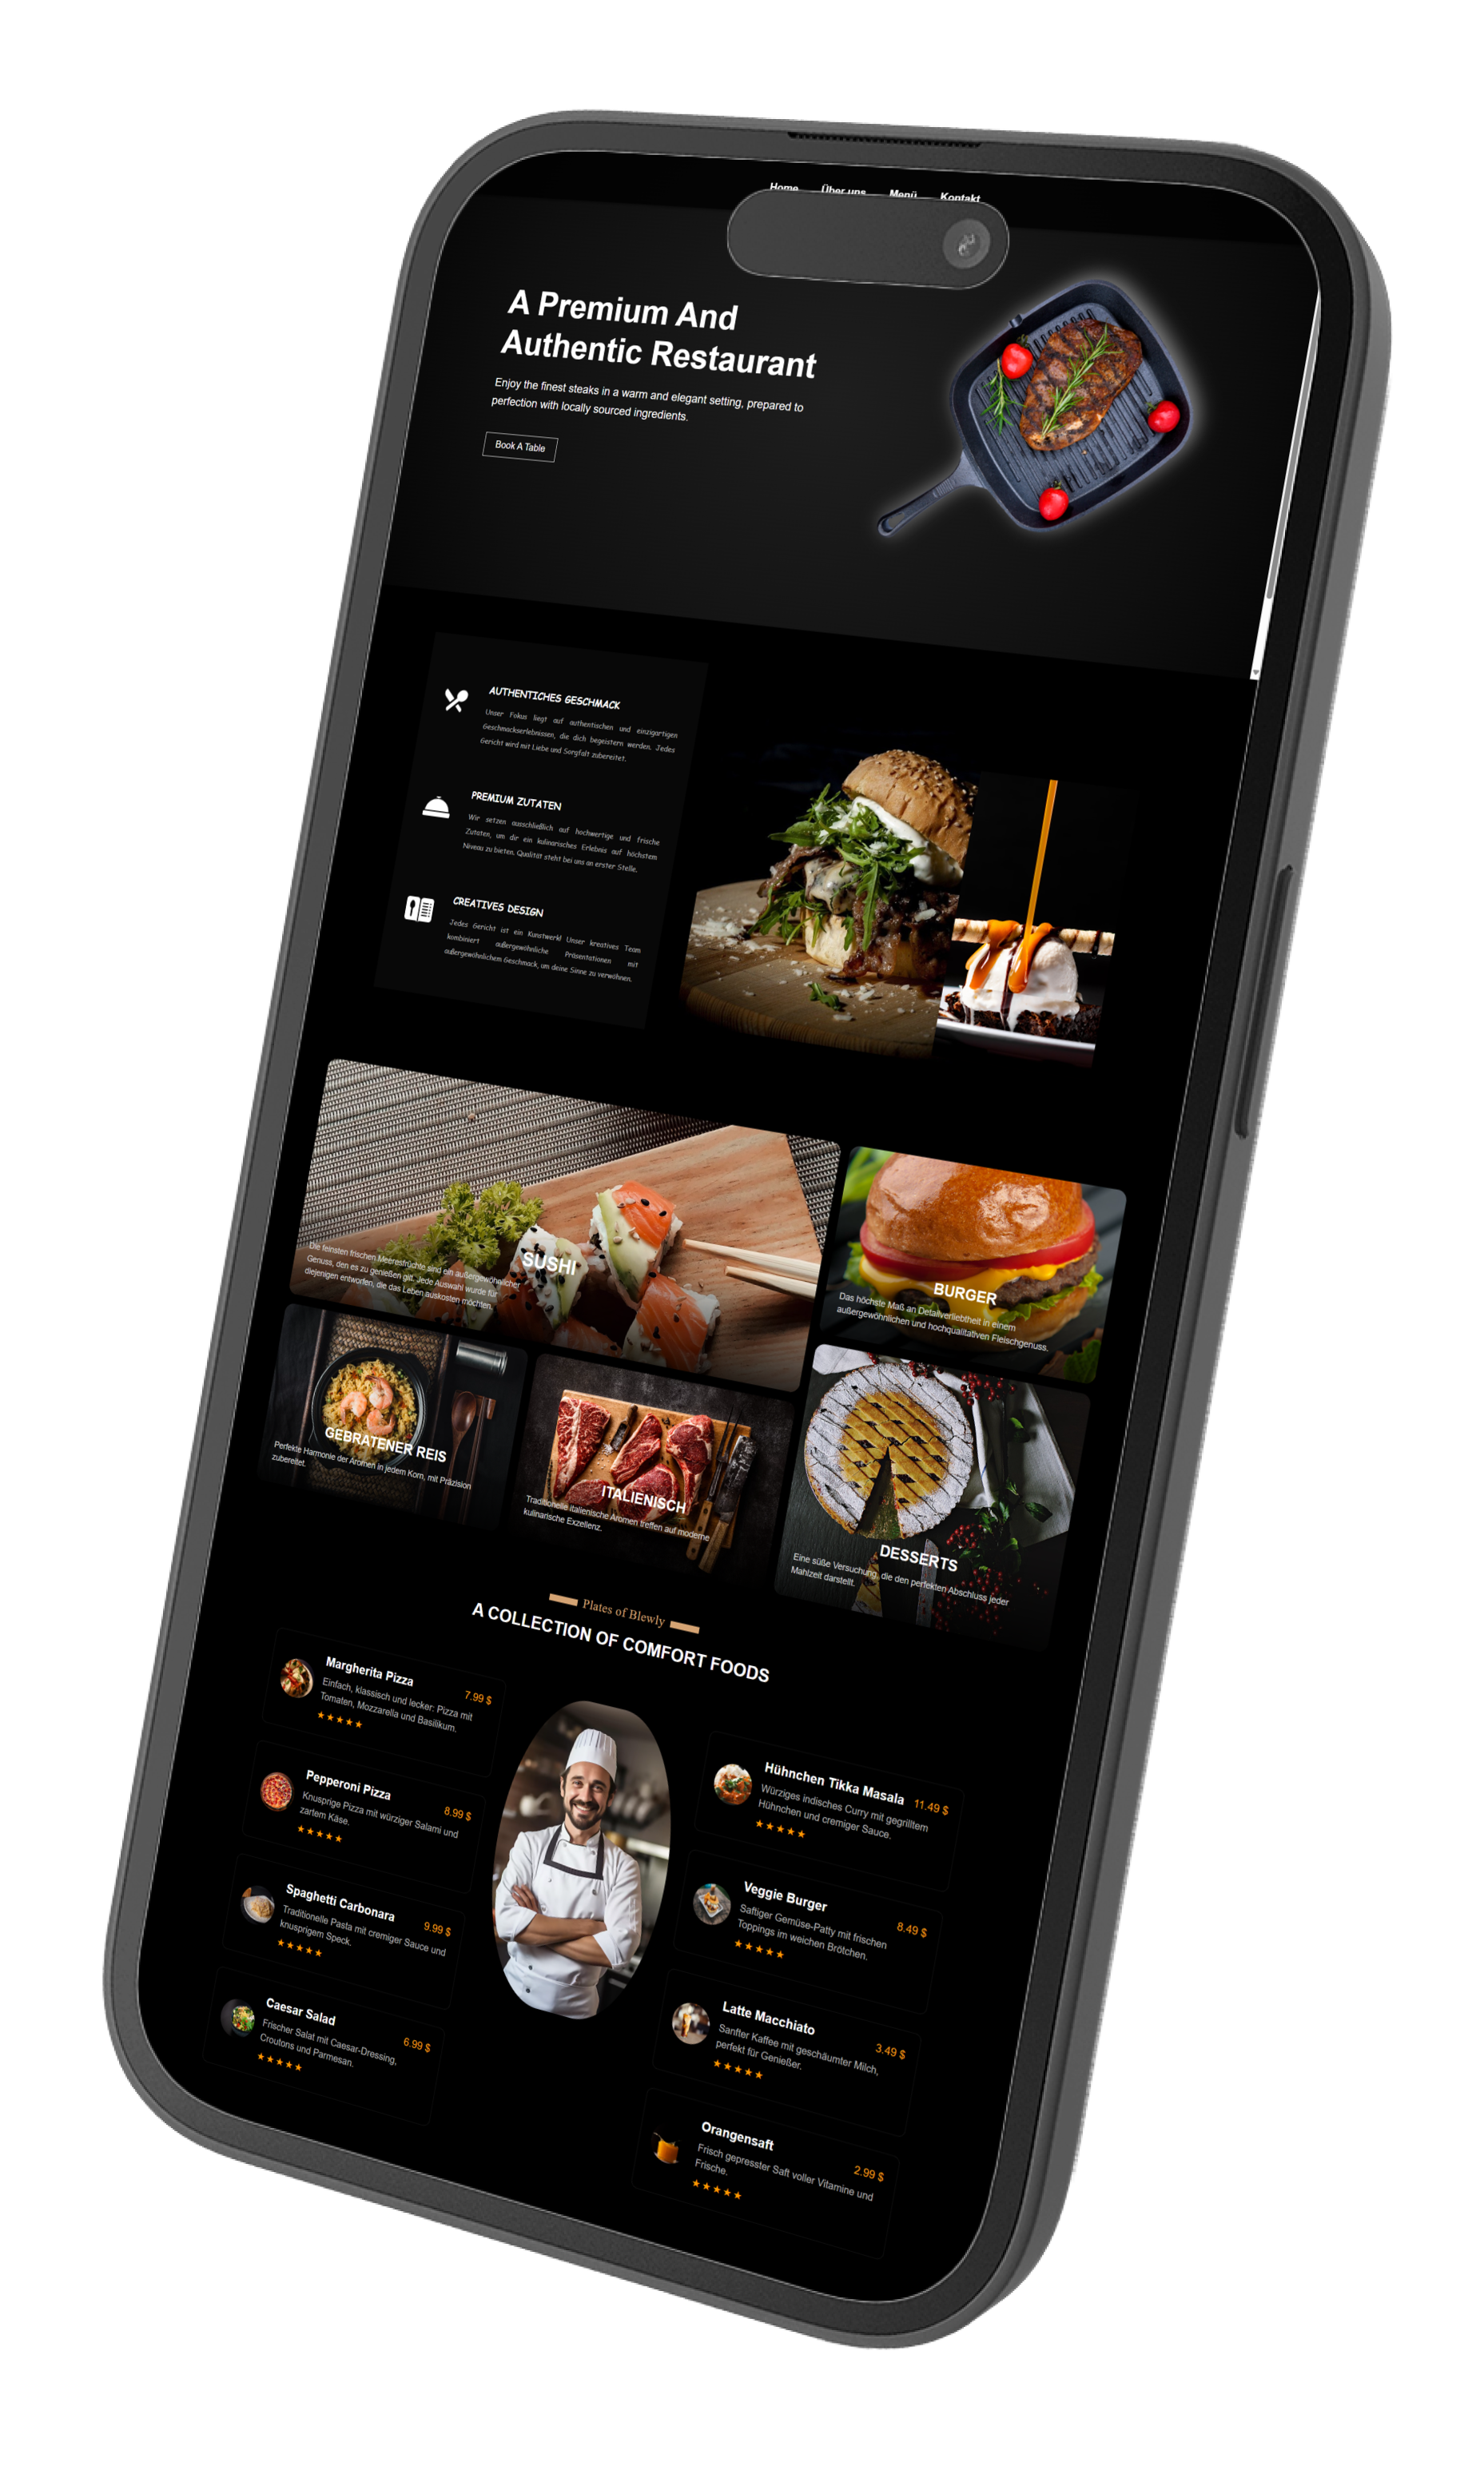 Home Über uns Menü Kontakt
A Premium And
Authentic Restaurant
Enjoy the finest steaks in a warm and elegant setting, prepared to
perfection with locally sourced ingredients.
Book A Table
AUTHENTICHES GESCHMACK
Unser Fokus liegt auf authentischen und einzigartigen
Geschmackserlebnissen, die dich begeistern werden. Jedes
Gericht wird mit Liebe und Sorgfalt zubereitet.
PREMIUM ZUTATEN
Wir setzen ausschließlich auf hochwertige und frische
Zutaten, um dir ein kulinarisches Erlebnis auf höchstem
Niveau zu bieten. Qualität steht bei uns an erster Stelle.
CREATIVES DESIGN
Jedes Gericht ist ein Kunstwerk! Unser kreatives Team
kombiniert außergewöhnliche Präsentationen mit
außergewöhnlichem Geschmack, um deine Sinne zu verwöhnen.
SUSHI
Die feinsten frischen Meeresfrüchte sind ein außergewöhnlicher
Genuss, den es zu genießen gilt. Jede Auswahl wurde für
diejenigen entworfen, die das Leben auskosten möchten.
BURGER
Das höchste Maß an Detailverliebtheit in einem
außergewöhnlichen und hochqualitativen Fleischgenuss.
GEBRATENER REIS
Perfekte Harmonie der Aromen in jedem Korn, mit Präzision
zubereitet.
ITALIENISCH
Traditionelle italienische Aromen treffen auf moderne
kulinarische Exzellenz.
DESSERTS
Eine süße Versuchung, die den perfekten Abschluss jeder
Mahlzeit darstellt.
Plates of Blewly
A COLLECTION OF COMFORT FOODS
Margherita Pizza
7.99 $
Einfach, klassisch und lecker: Pizza mit
Tomaten, Mozzarella und Basilikum.
★★★★★
Pepperoni Pizza
8.99 $
Knusprige Pizza mit würziger Salami und
zartem Käse.
★★★★★
Spaghetti Carbonara
9.99 $
Traditionelle Pasta mit cremiger Sauce und
knusprigem Speck.
★★★★★
Caesar Salad
6.99 $
Frischer Salat mit Caesar-Dressing,
Croutons und Parmesan.
★★★★★
Hühnchen Tikka Masala
11.49 $
Würziges indisches Curry mit gegrilltem
Hühnchen und cremiger Sauce.
★★★★★
Veggie Burger
8.49 $
Saftiger Gemüse-Patty mit frischen
Toppings im weichen Brötchen.
★★★★★
Latte Macchiato
3.49 $
Sanfter Kaffee mit geschäumter Milch,
perfekt für Genießer.
★★★★★
Orangensaft
2.99 $
Frisch gepresster Saft voller Vitamine und
Frische.
★★★★★